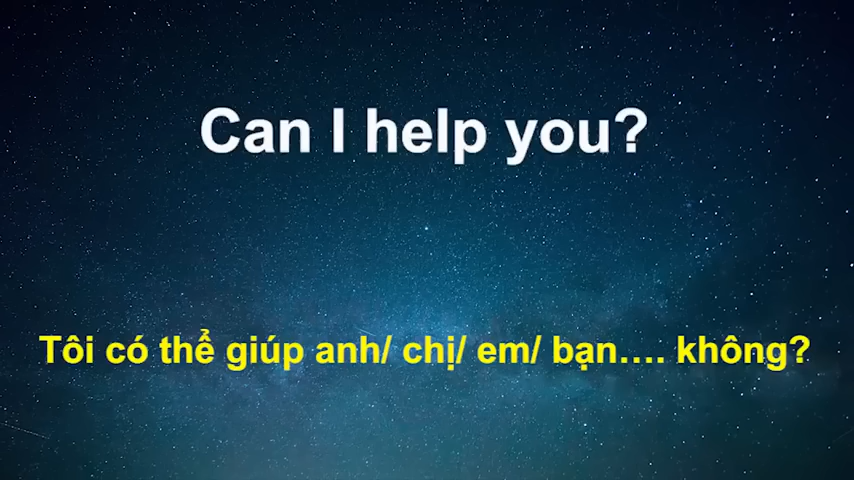 Can I help you?
Tôi có thể giúp anh/ chị/ em/ bạn…. không?